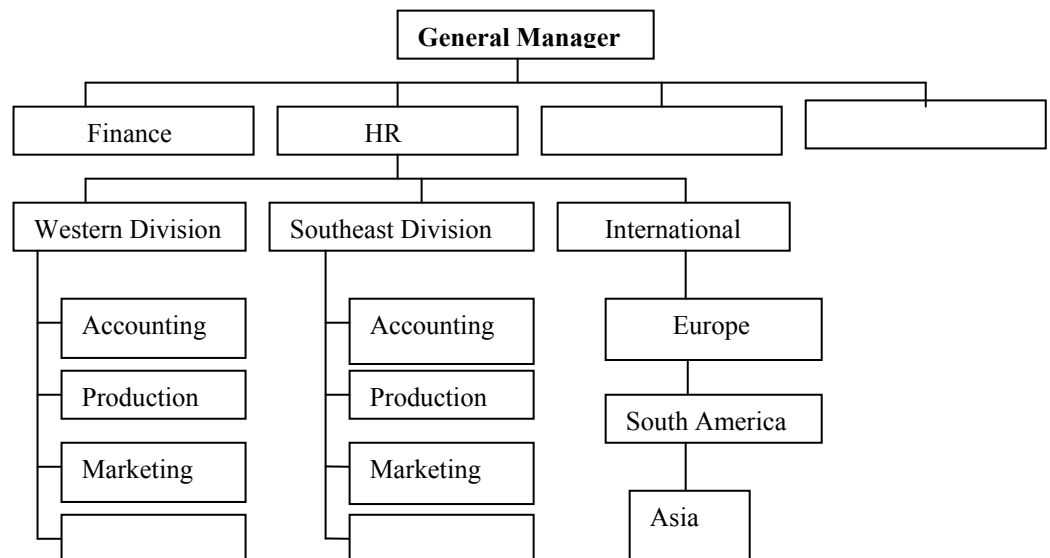 General Manager
Finance
HR
Western Division
Southeast Division
International
Accounting
Accounting
Europe
Production
Production
South America
Marketing
Marketing
Asia